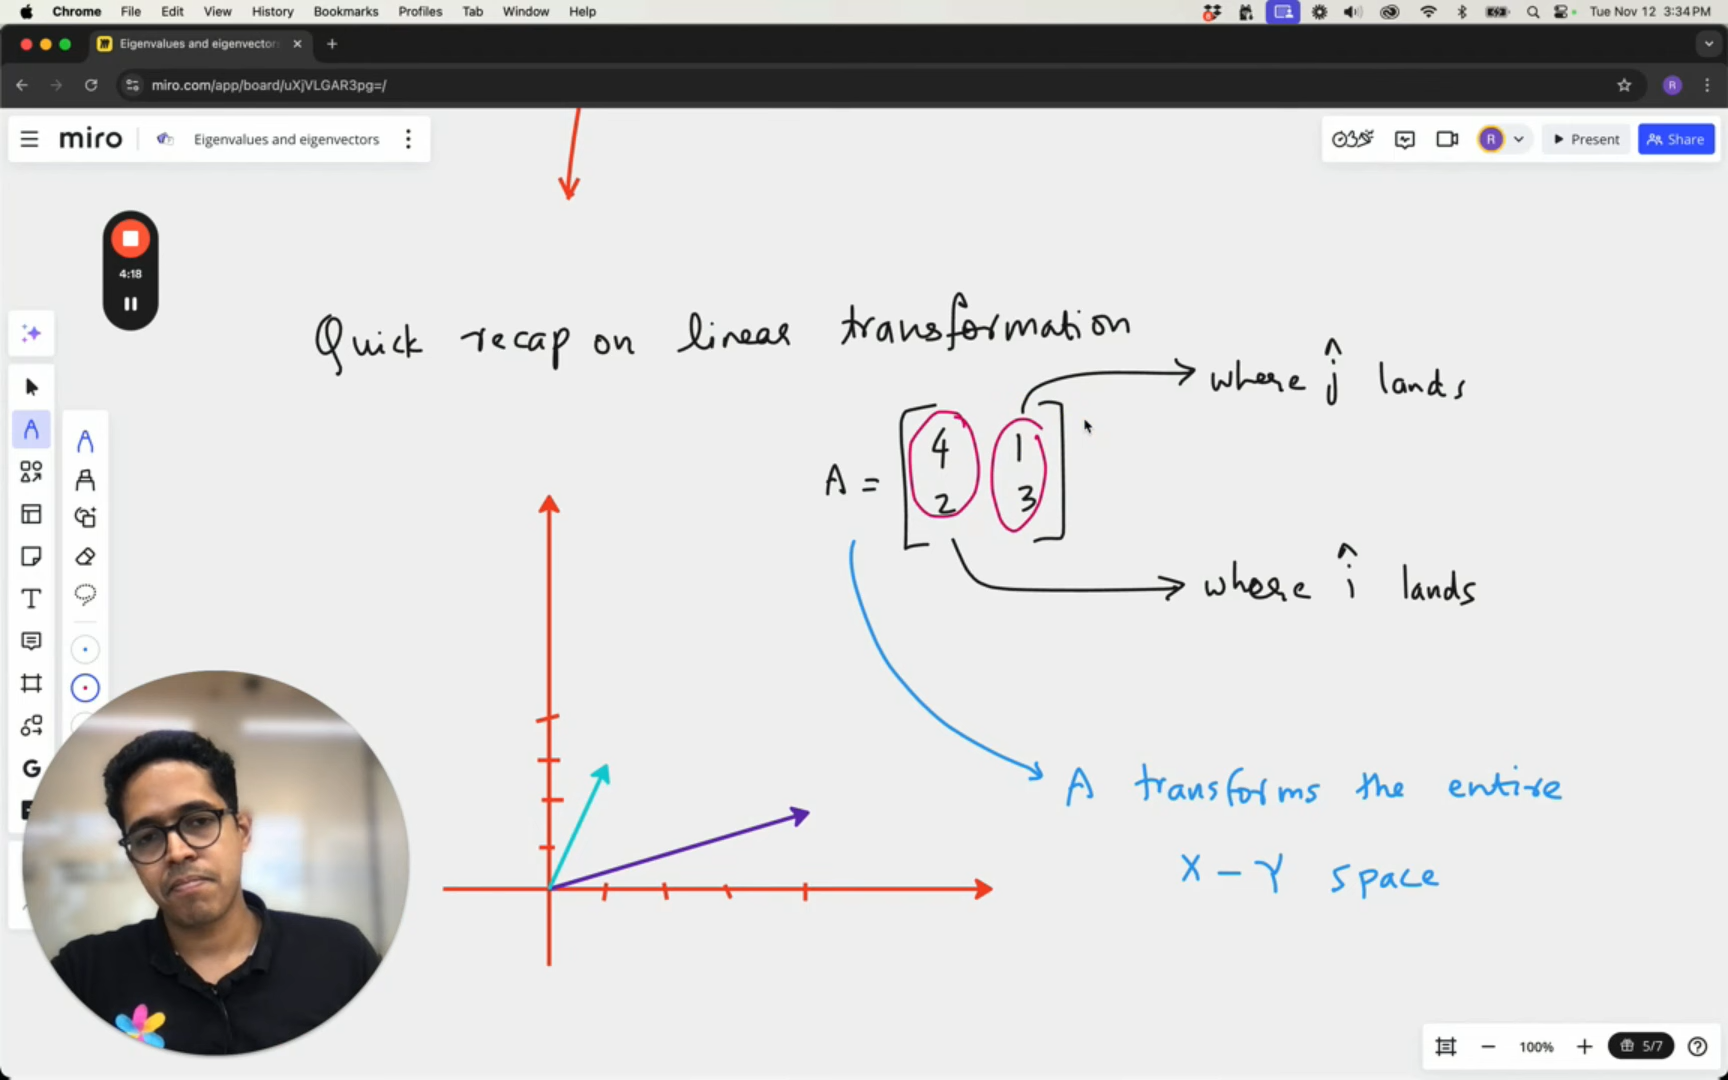 Chrome File Edit View History Bookmarks Profiles Tab Window Help Tue Nov 12 3:34 PM
Eigenvalues and eigenvector
miro.com/app/board/uXjVLGAR3pg=/
miro Eigenvalues and eigenvectors R Present Share
4:18
Quick recap on linear transformation
where ĵ lands
A = [4 1
2 3]
where î lands
A transforms the entire
X - Y space
T
G
100% 5/7